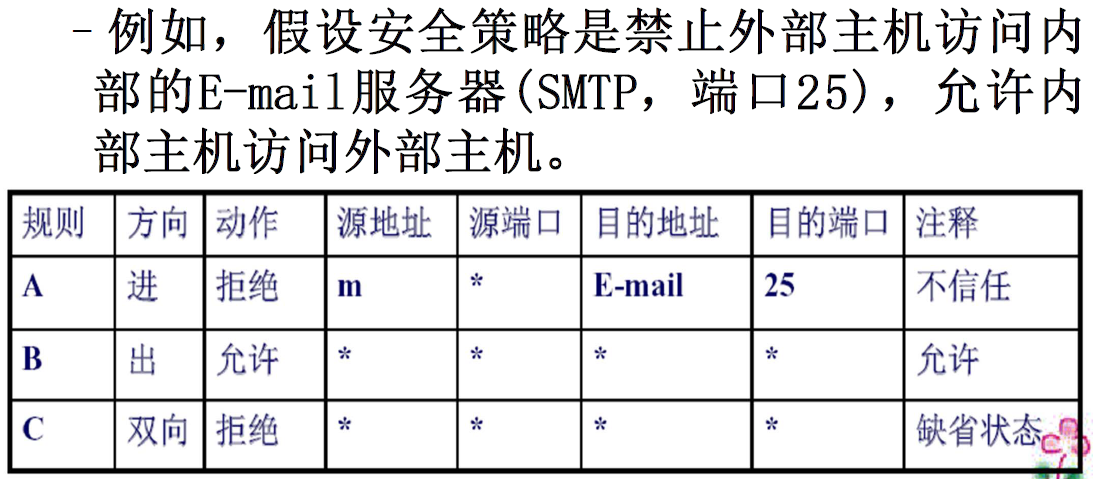 - 例如，假设安全策略是禁止外部主机访问内
部的E-mail服务器(SMTP，端口25)，允许内
部主机访问外部主机。
规则 方向 动作 源地址 源端口 目的地址 目的端口 注释
A 进 拒绝 m * E-mail 25 不信任
B 出 允许 * * * * 允许
C 双向 拒绝 * * * * 缺省状态